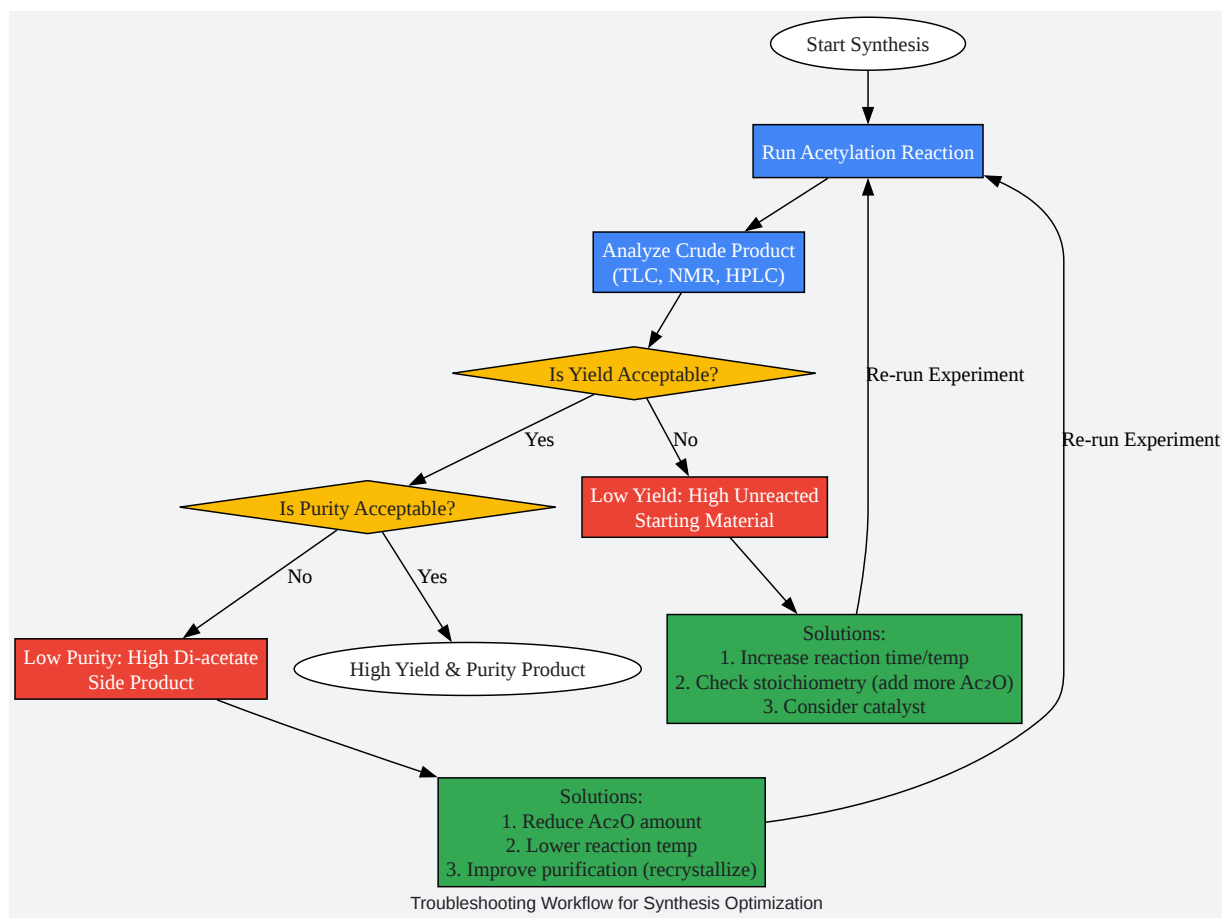 Start Synthesis
Run Acetylation Reaction
Analyze Crude Product
(TLC, NMR, HPLC)
Is Yield Acceptable?
Re-run Experiment
Yes
No
Re-run Experiment
Is Purity Acceptable?
Low Yield: High Unreacted
Starting Material
No
Yes
Low Purity: High Di-acetate
Side Product
High Yield & Purity Product
Solutions:
1. Increase reaction time/temp
2. Check stoichiometry (add more Ac₂O)
3. Consider catalyst
Solutions:
1. Reduce Ac₂O amount
2. Lower reaction temp
3. Improve purification (recrystallize)
Troubleshooting Workflow for Synthesis Optimization